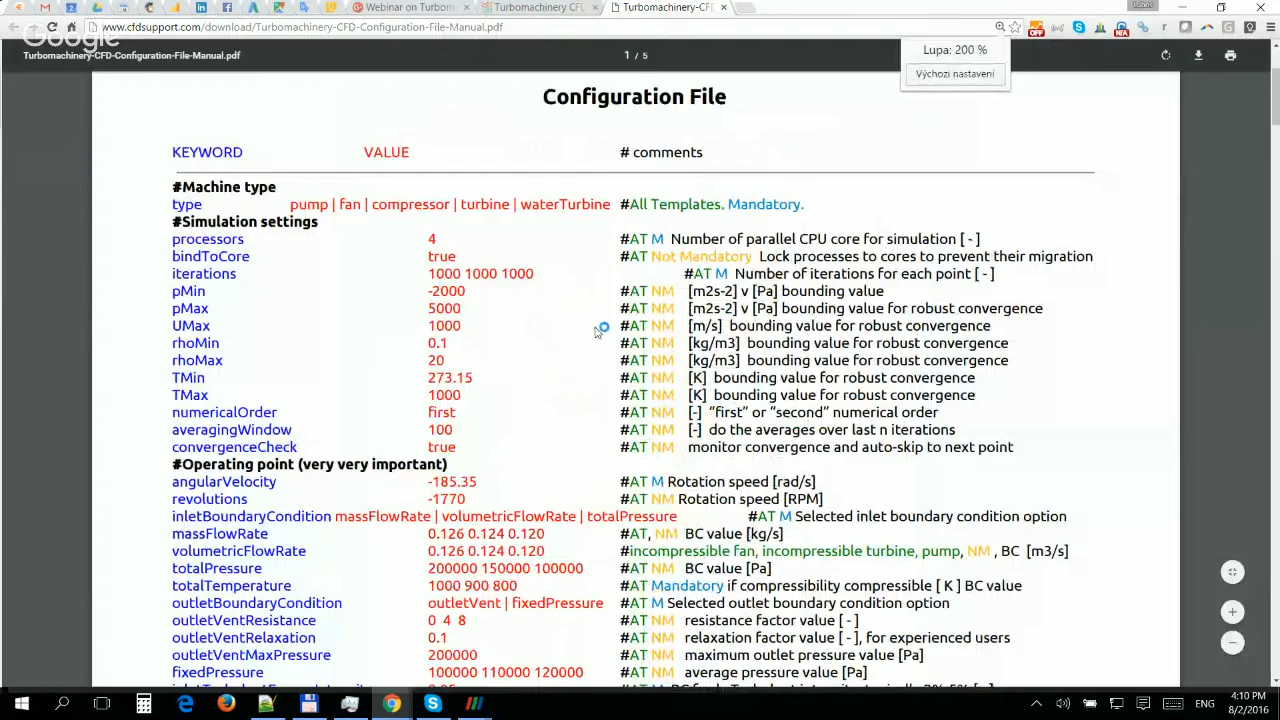 Webinar on Turbom
Turbomachinery CFD
Turbomachinery-CFD-
www.cfdsupport.com/download/Turbomachinery-CFD-Configuration-File-Manual.pdf
Google
Turbomachinery-CFD-Configuration-File-Manual.pdf
1 / 5
Lupa: 200 %
Výchozí nastavení
Configuration File
KEYWORD VALUE # comments
#Machine type
type pump | fan | compressor | turbine | waterTurbine #All Templates. Mandatory.
#Simulation settings
processors 4 #AT M Number of parallel CPU core for simulation [ - ]
bindToCore true #AT Not Mandatory Lock processes to cores to prevent their migration
iterations 1000 1000 1000 #AT M Number of iterations for each point [ - ]
pMin -2000 #AT NM [m2s-2] v [Pa] bounding value
pMax 5000 #AT NM [m2s-2] v [Pa] bounding value for robust convergence
UMax 1000 #AT NM [m/s] bounding value for robust convergence
rhoMin 0.1 #AT NM [kg/m3] bounding value for robust convergence
rhoMax 20 #AT NM [kg/m3] bounding value for robust convergence
TMin 273.15 #AT NM [K] bounding value for robust convergence
TMax 1000 #AT NM [K] bounding value for robust convergence
numericalOrder first #AT NM [-] “first” or “second” numerical order
averagingWindow 100 #AT NM [-] do the averages over last n iterations
convergenceCheck true #AT NM monitor convergence and auto-skip to next point
#Operating point (very very important)
angularVelocity -185.35 #AT M Rotation speed [rad/s]
revolutions -1770 #AT NM Rotation speed [RPM]
inletBoundaryCondition massFlowRate | volumetricFlowRate | totalPressure #AT M Selected inlet boundary condition option
massFlowRate 0.126 0.124 0.120 #AT, NM BC value [kg/s]
volumetricFlowRate 0.126 0.124 0.120 #incompressible fan, incompressible turbine, pump, NM , BC [m3/s]
totalPressure 200000 150000 100000 #AT NM BC value [Pa]
totalTemperature 1000 900 800 #AT Mandatory if compressibility compressible [ K ] BC value
outletBoundaryCondition outletVent | fixedPressure #AT M Selected outlet boundary condition option
outletVentResistance 0 4 8 #AT NM resistance factor value [ - ]
outletVentRelaxation 0.1 #AT NM relaxation factor value [ - ], for experienced users
outletVentMaxPressure 200000 #AT NM maximum outlet pressure value [Pa]
fixedPressure 100000 110000 120000 #AT NM average pressure value [Pa]
ENG
4:10 PM
8/2/2016